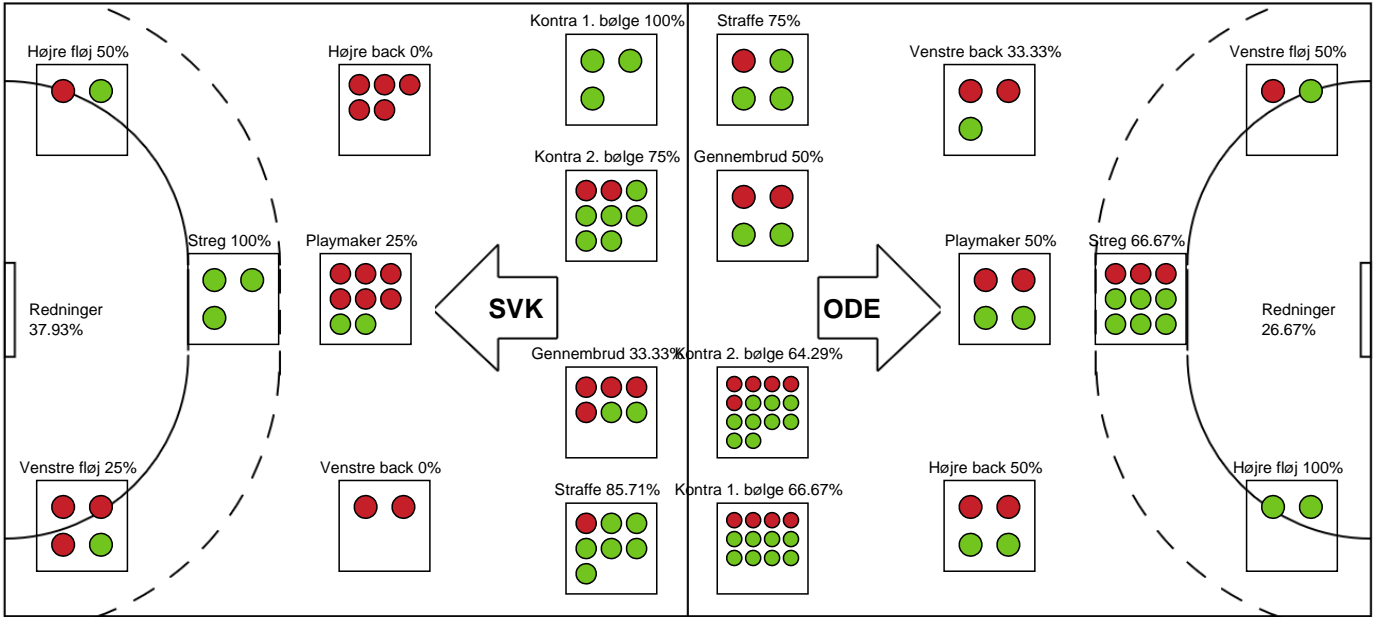 Kontra 1. bølge 100%
Straffe 75%
Højre fløj 50%
Højre back 0%
Venstre back 33.33%
Venstre fløj 50%
Kontra 2. bølge 75%
Gennembrud 50%
Streg 100%
Playmaker 25%
Playmaker 50%
Streg 66.67%
Redninger
37.93%
SVK
ODE
Redninger
26.67%
Gennembrud 33.33%
Kontra 2. bølge 64.29%
Venstre fløj 25%
Venstre back 0%
Højre back 50%
Højre fløj 100%
Straffe 85.71%
Kontra 1. bølge 66.67%